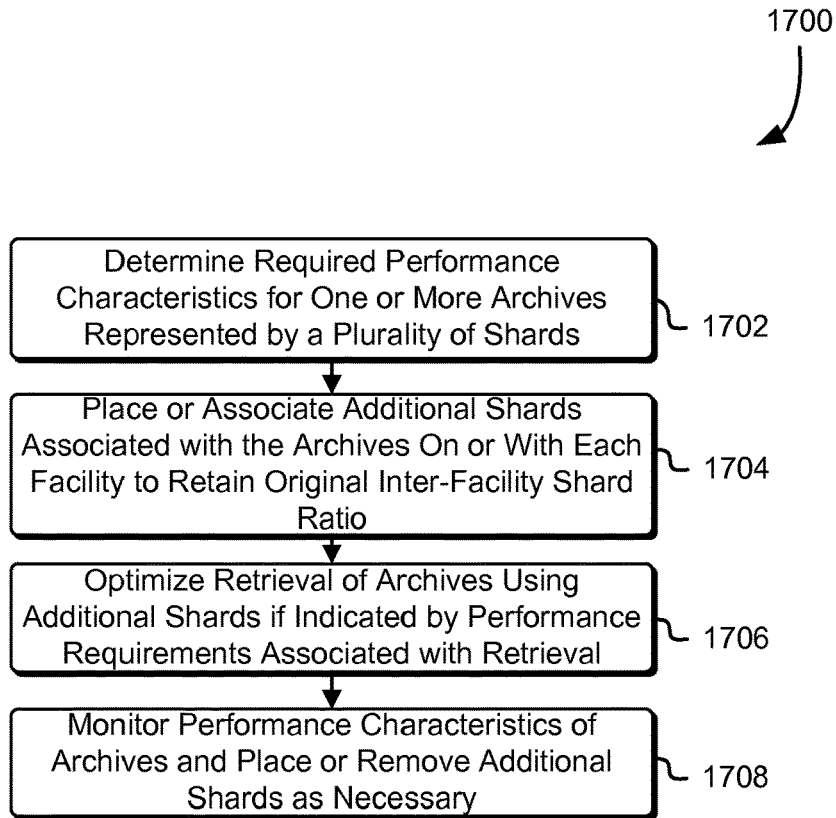 1700
Determine Required Performance
Characteristics for One or More Archives
Represented by a Plurality of Shards
1702
Place or Associate Additional Shards
Associated with the Archives On or With Each
Facility to Retain Original Inter-Facility Shard
Ratio
1704
Optimize Retrieval of Archives Using
Additional Shards if Indicated by Performance
Requirements Associated with Retrieval
1706
Monitor Performance Characteristics of
Archives and Place or Remove Additional
Shards as Necessary
1708